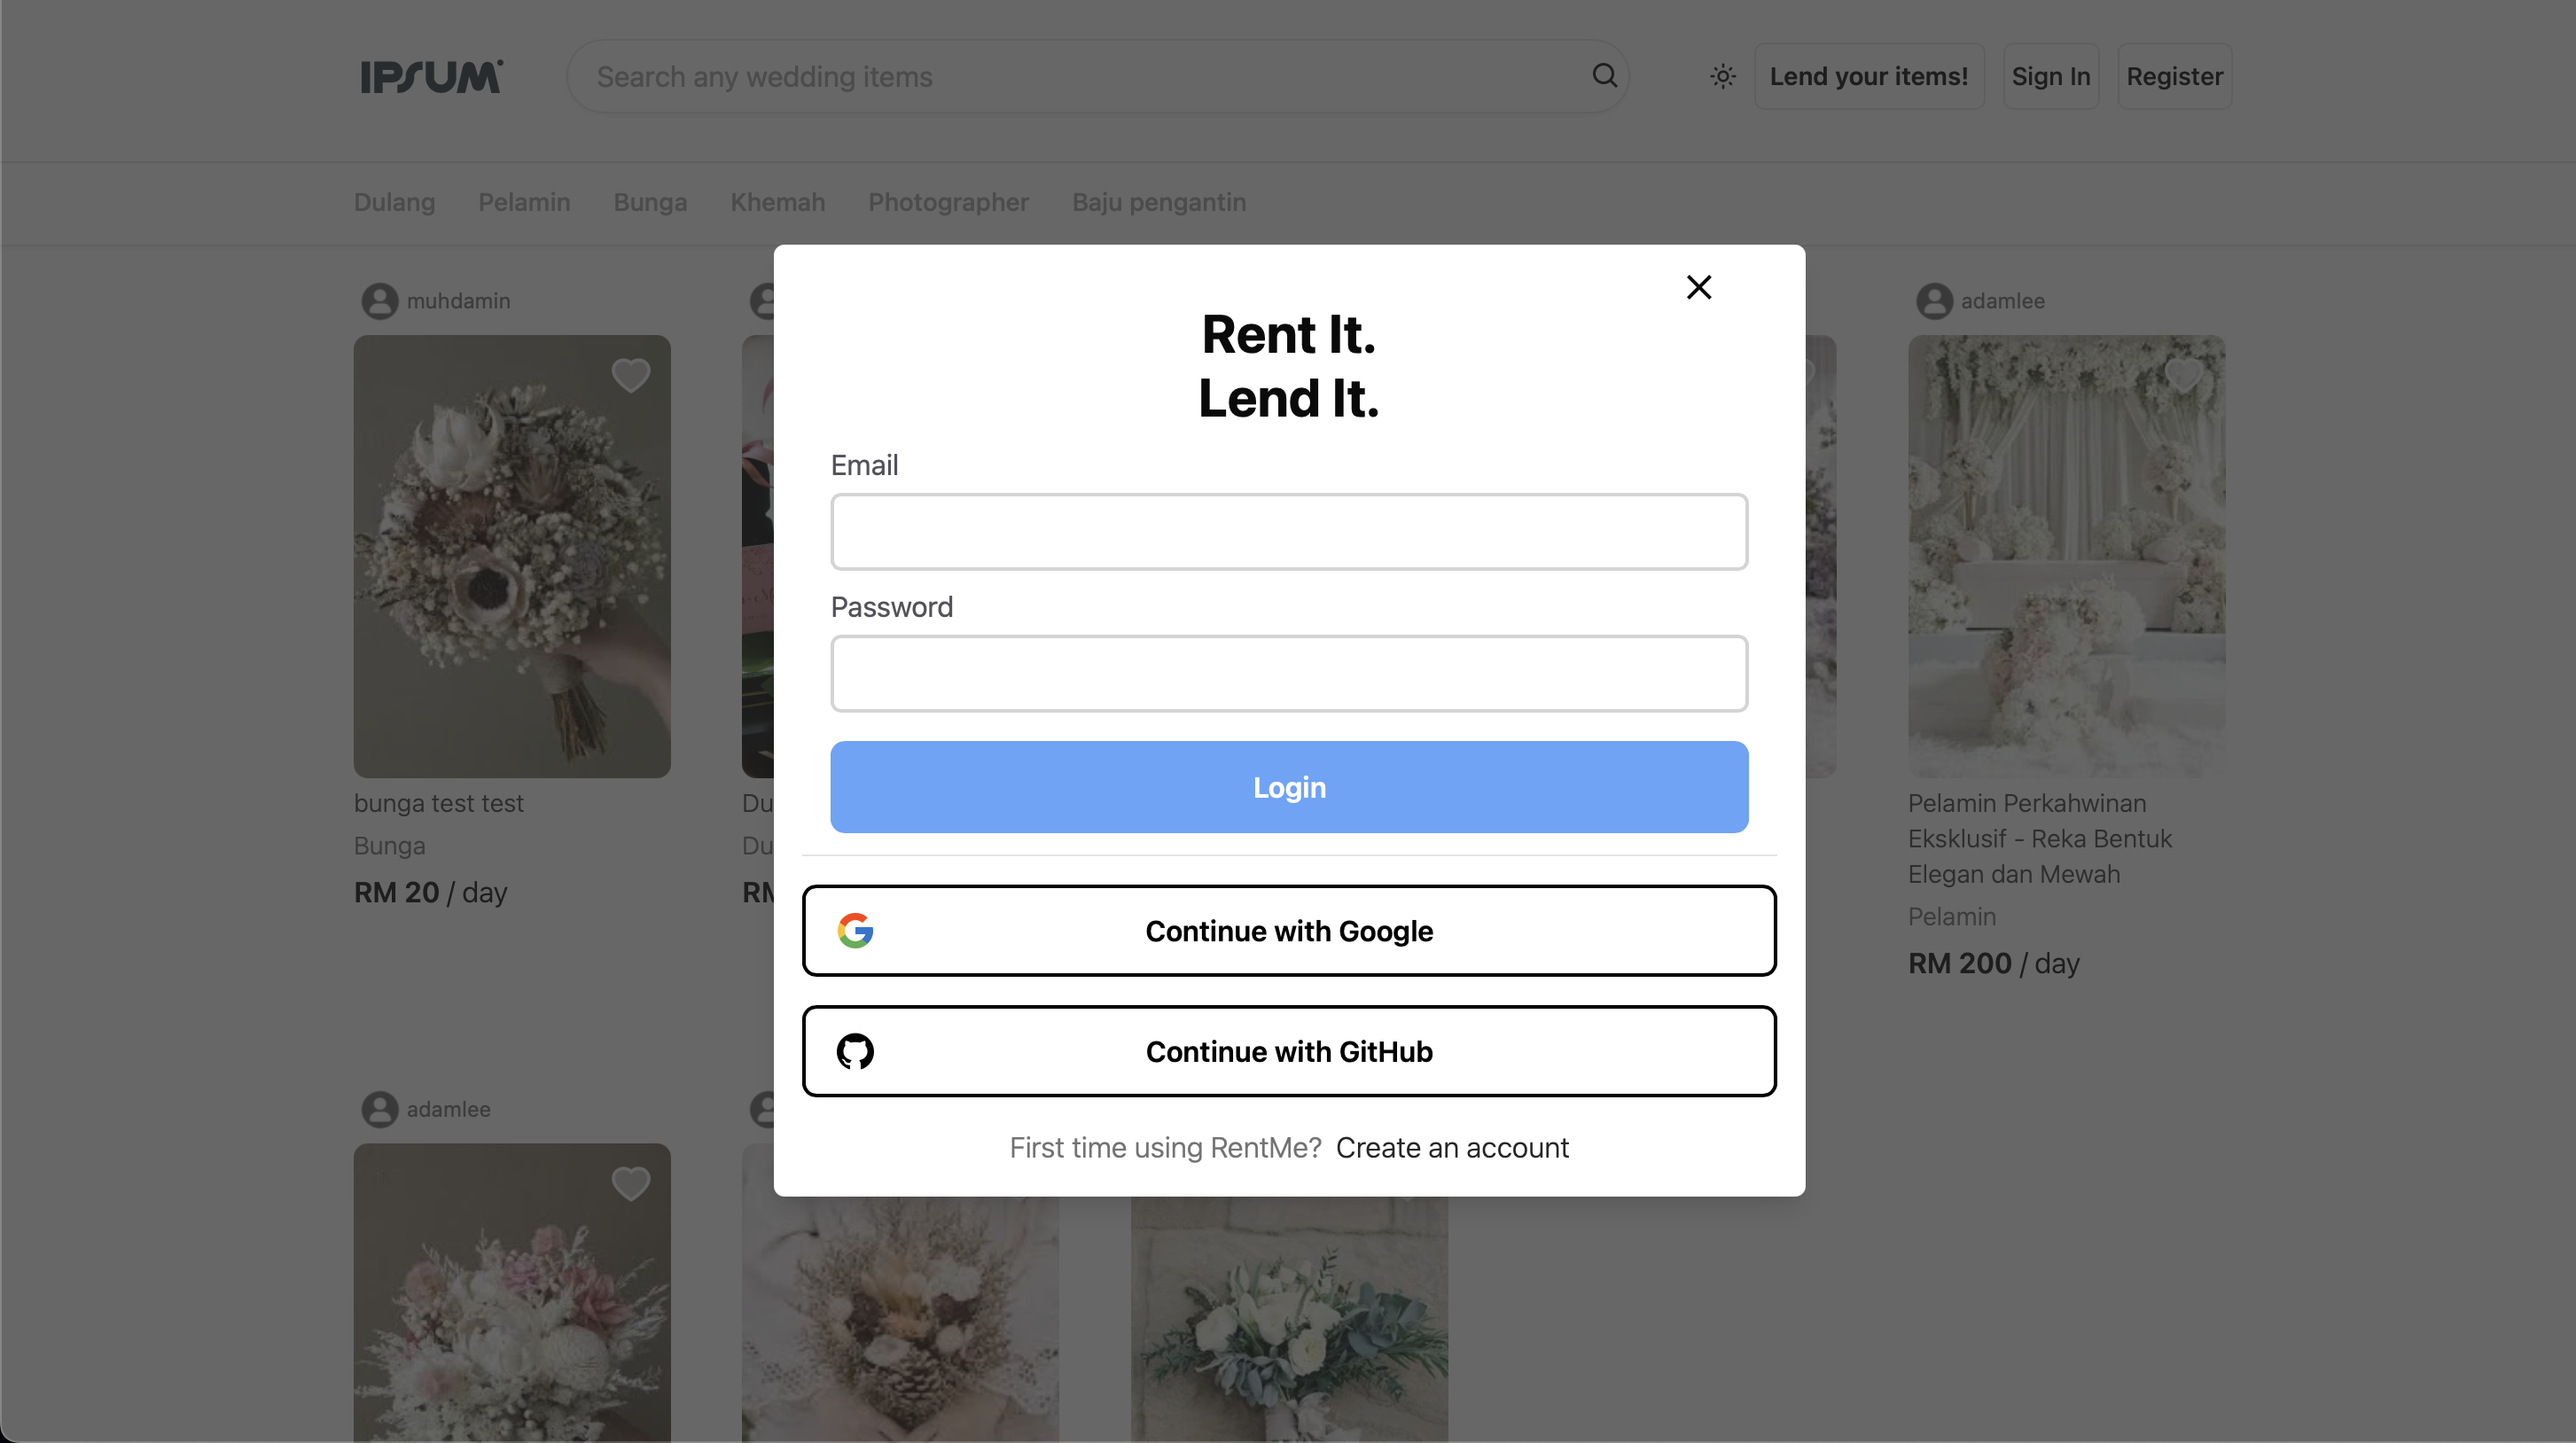 IPSUM
Search any wedding items
Lend your items!
Sign In
Register
Dulang
Pelamin
Bunga
Khemah
Photographer
Baju pengantin
muhdamin
adamlee
Rent It.
Lend It.
Email
Password
Login
Continue with Google
Continue with GitHub
First time using RentMe? Create an account
bunga test test
Bunga
RM 20 / day
Du
Du
RM
Pelamin Perkahwinan
Eksklusif - Reka Bentuk
Elegan dan Mewah
Pelamin
RM 200 / day
adamlee